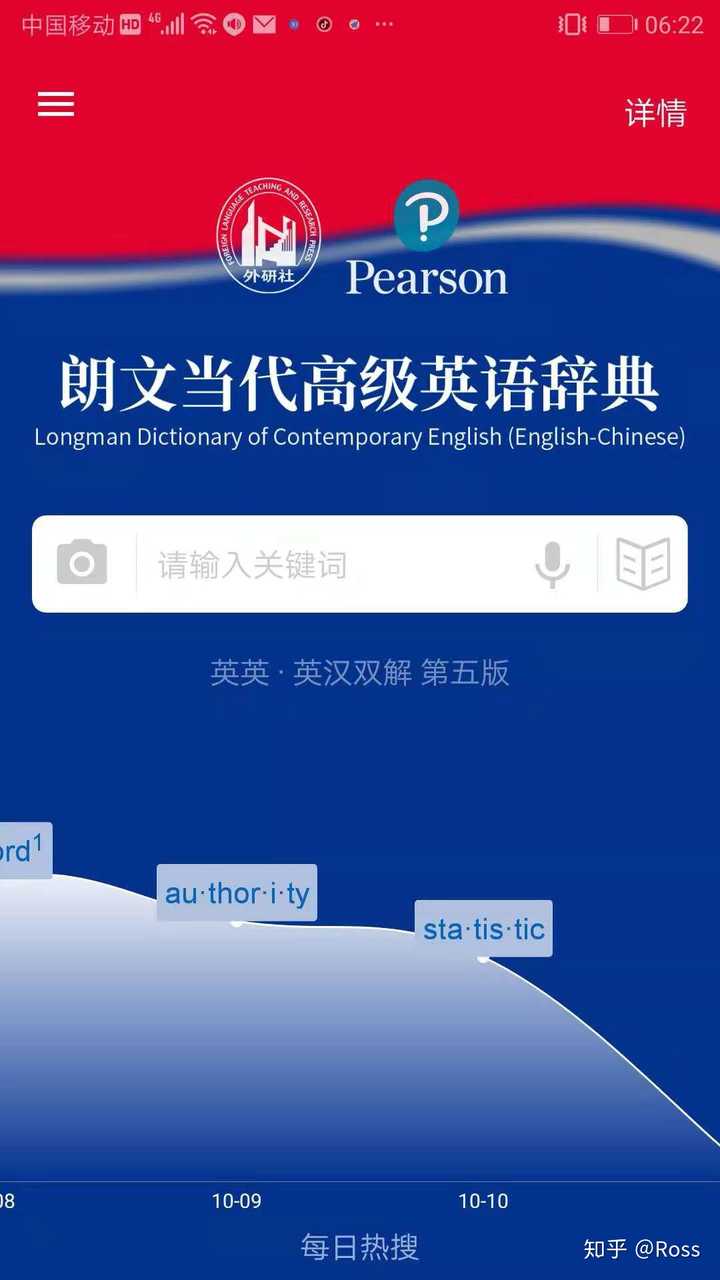 中国移动 HD 4G 06:22
详情
FOREIGN LANGUAGE TEACHING AND RESEARCH PRESS
外研社
Pearson
朗文当代高级英语辞典
Longman Dictionary of Contemporary English (English-Chinese)
请输入关键词
英英 · 英汉双解 第五版
ord¹
au·thor·i·ty
sta·tis·tic
08 10-09 10-10
每日热搜
知乎 @Ross